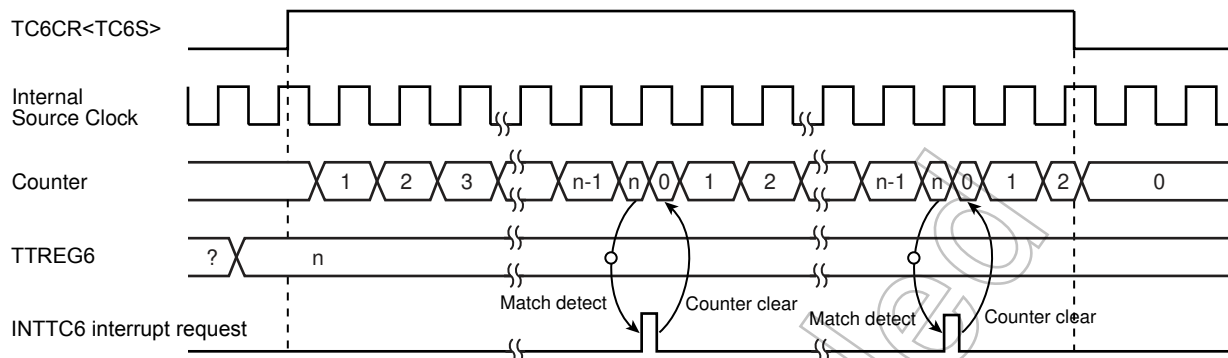 TC6CR<TC6S>
Internal
Source Clock
Counter
1 2 3 n-1 n 0 1 2 n-1 n 0 1 2 0
TTREG6
? n
Match detect Counter clear Match detect Counter clear
INTTC6 interrupt request